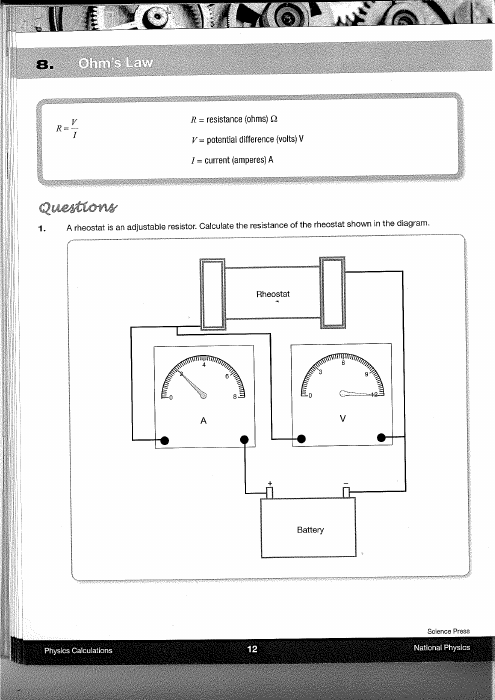 8. Ohm's Law
R = V
I
R = resistance (ohms) Ω
V = potential difference (volts) V
I = current (amperes) A
Questions
1. A rheostat is an adjustable resistor. Calculate the resistance of the rheostat shown in the diagram.
Rheostat
0 2 4 6 8
A
0 3 6 9 12
V
+ −
Battery
Science Press
Physics Calculations 12 National Physics